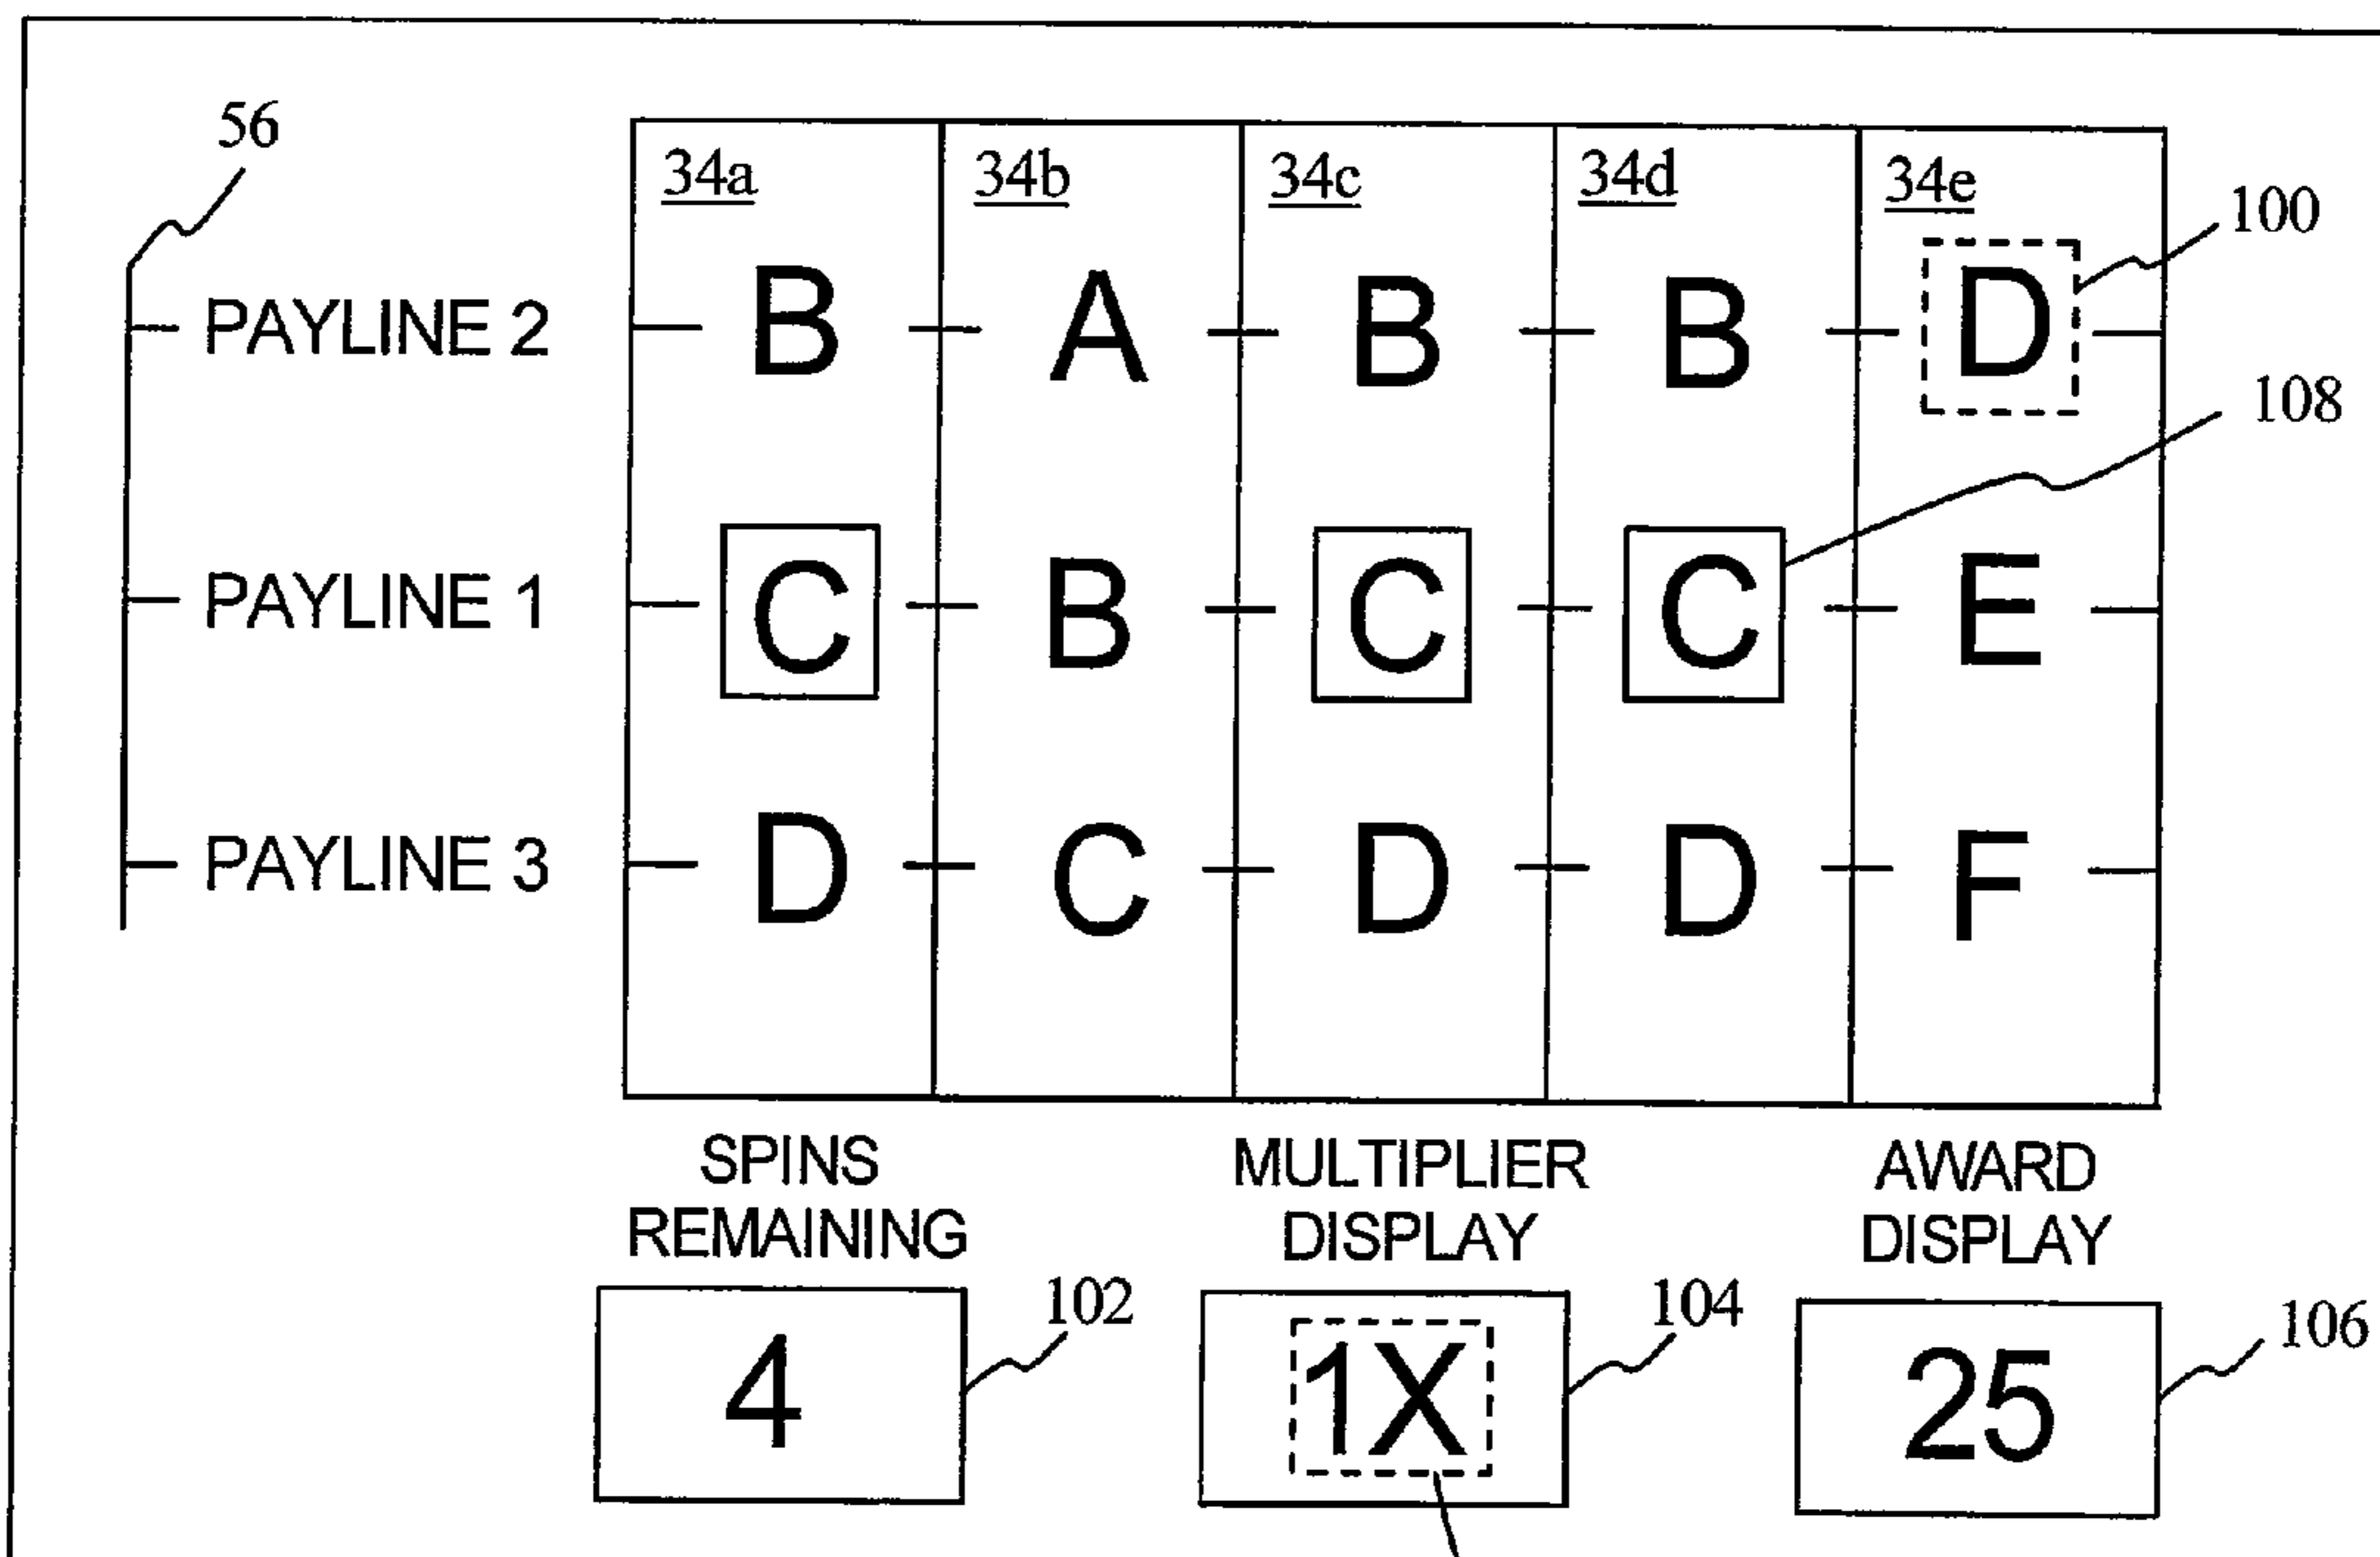 56
34a 34b 34c 34d 34e
100
PAYLINE 2 B A B B D
108
PAYLINE 1 C B C C E
PAYLINE 3 D C D D F
SPINS REMAINING
MULTIPLIER DISPLAY
AWARD DISPLAY
4 102
1X 104
25 106